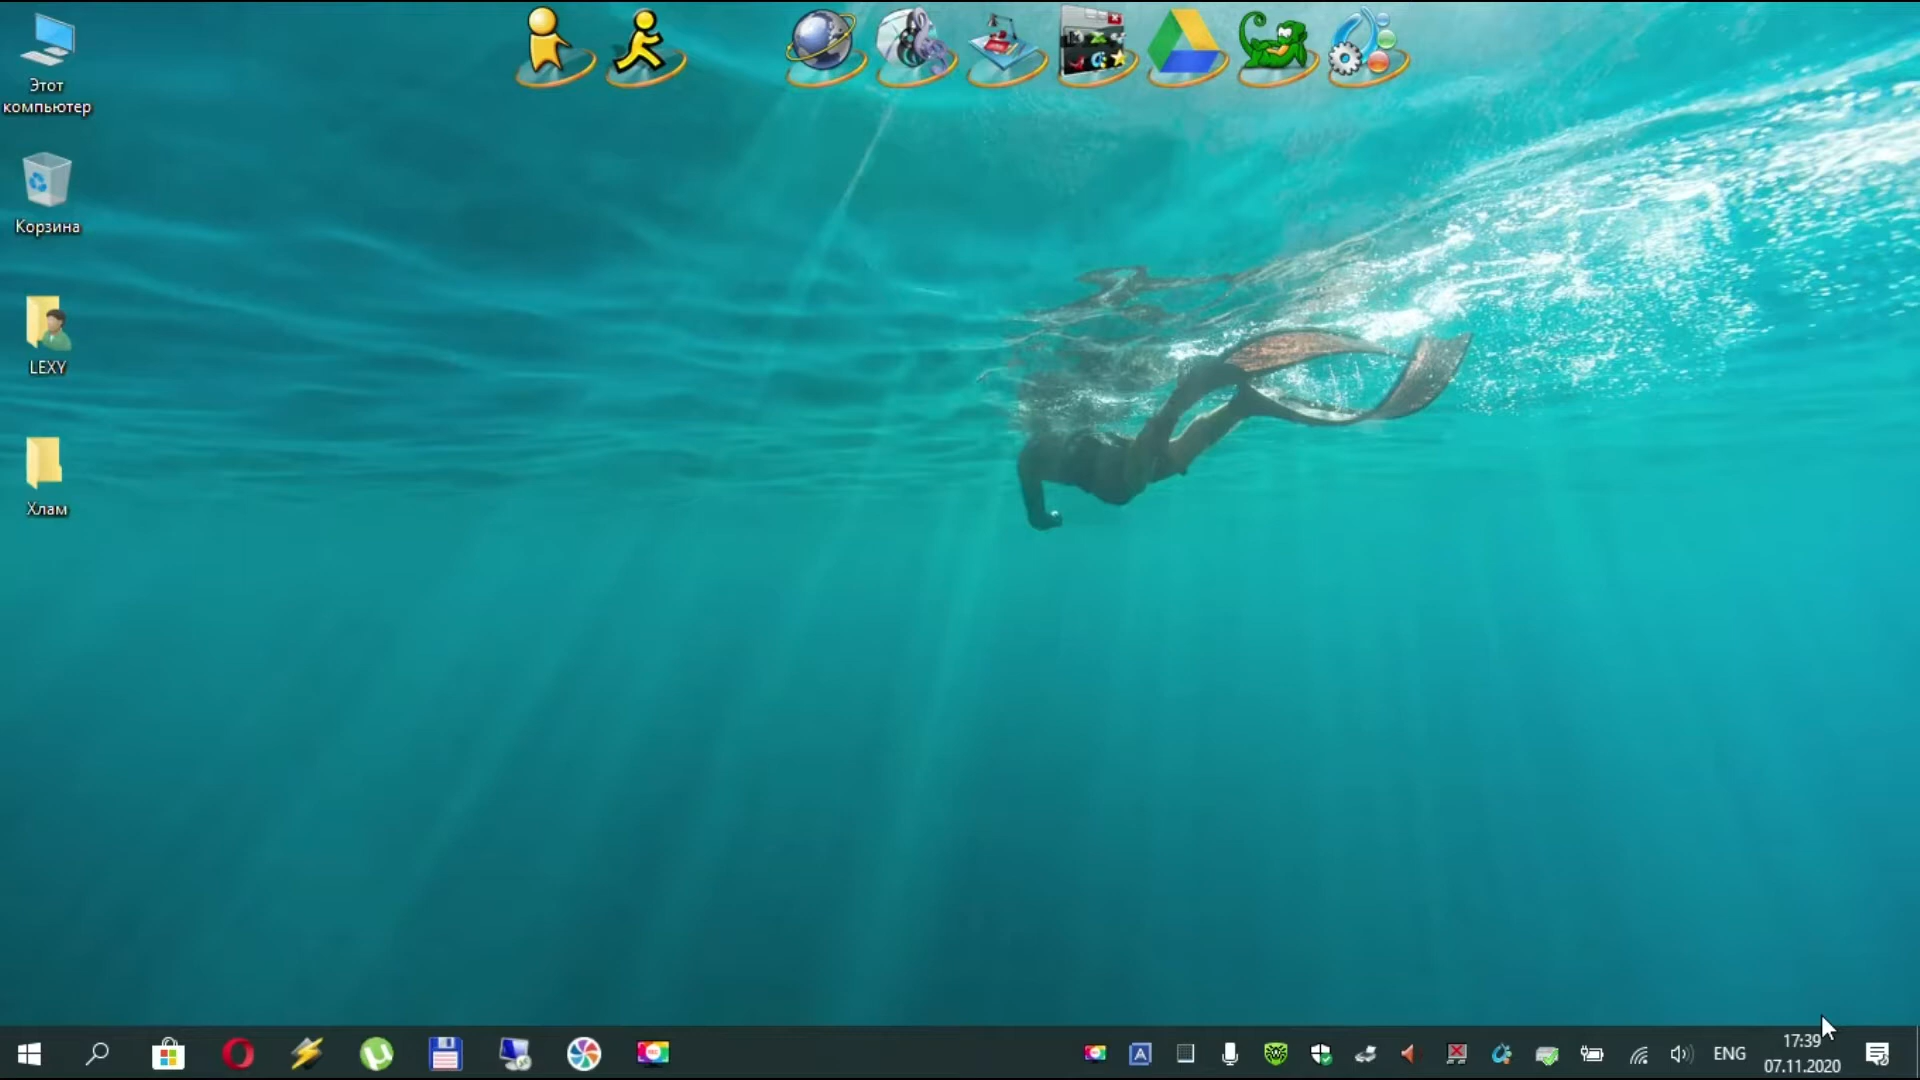 Этот
компьютер
Корзина
LEXY
Хлам
ENG
17:39
07.11.2020